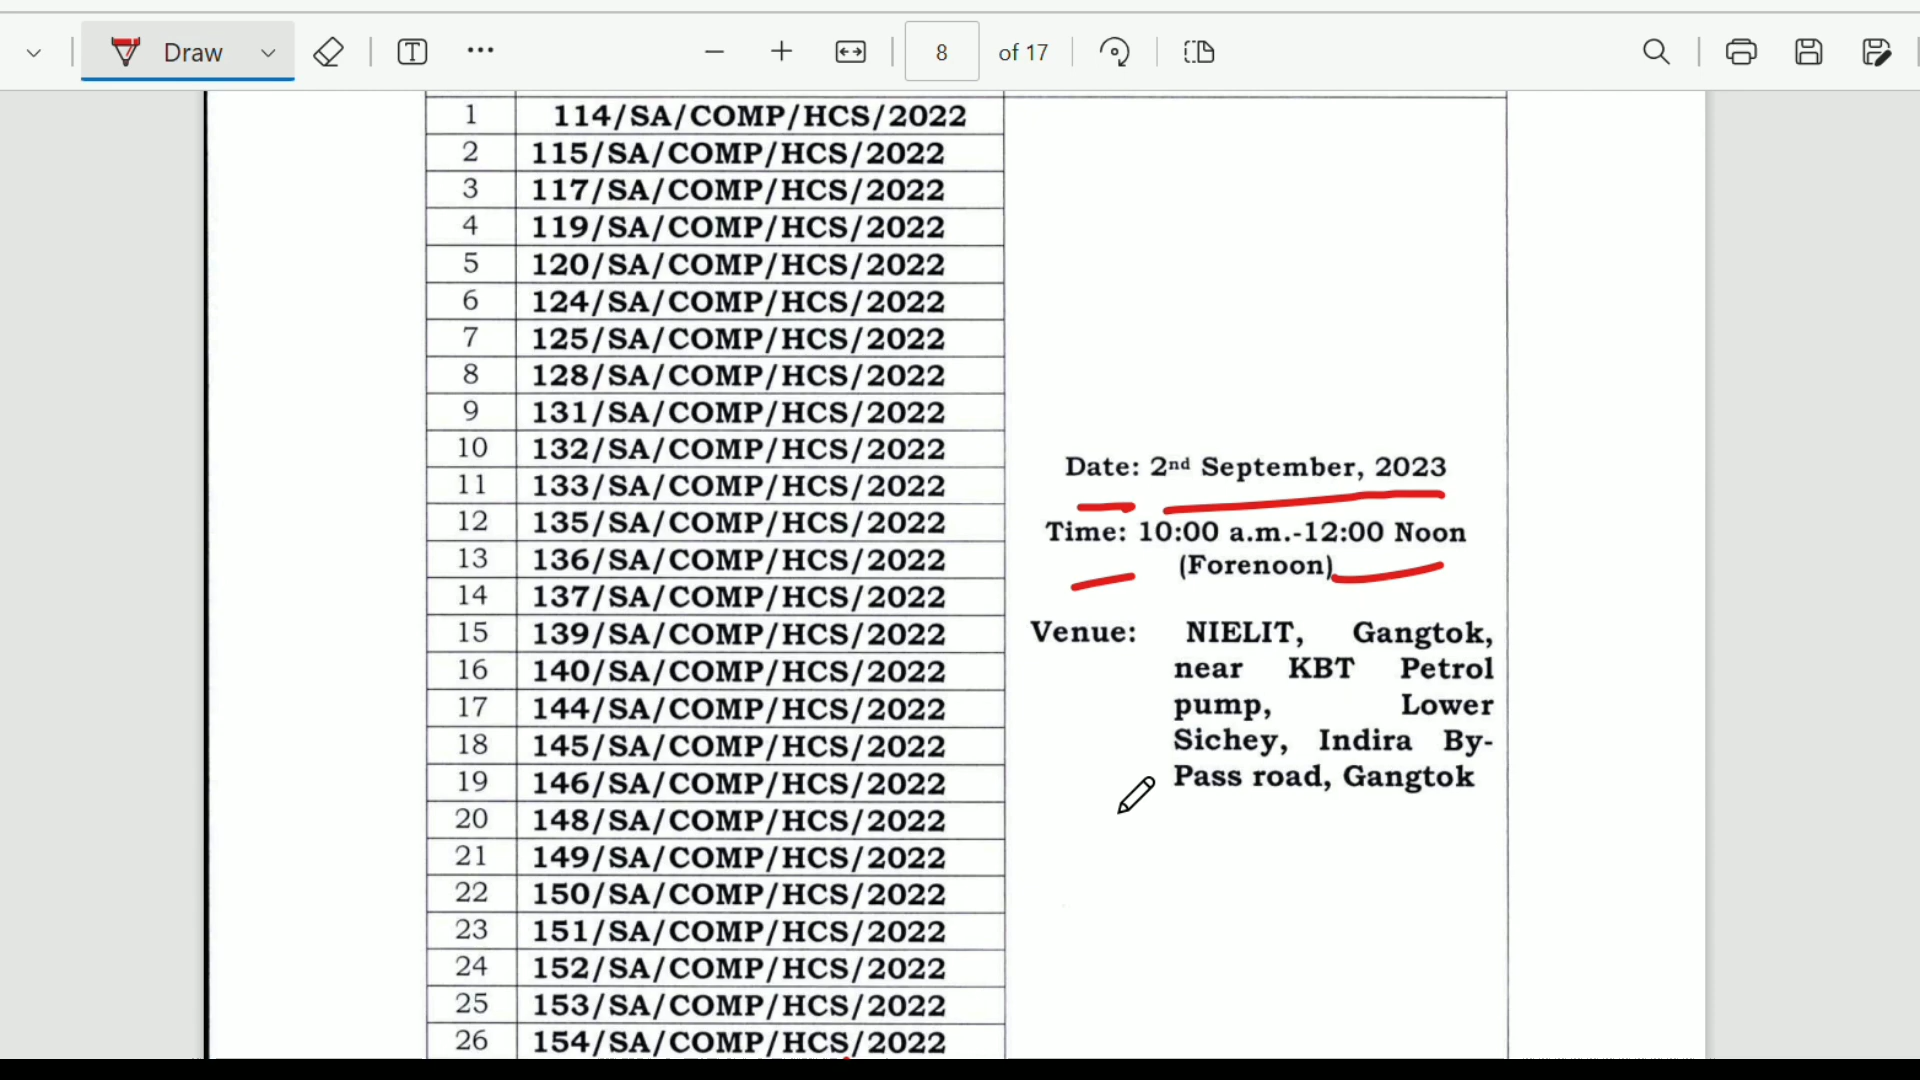 Draw
8 of 17
1 114/SA/COMP/HCS/2022
2 115/SA/COMP/HCS/2022
3 117/SA/COMP/HCS/2022
4 119/SA/COMP/HCS/2022
5 120/SA/COMP/HCS/2022
6 124/SA/COMP/HCS/2022
7 125/SA/COMP/HCS/2022
8 128/SA/COMP/HCS/2022
9 131/SA/COMP/HCS/2022
10 132/SA/COMP/HCS/2022
11 133/SA/COMP/HCS/2022
12 135/SA/COMP/HCS/2022
13 136/SA/COMP/HCS/2022
14 137/SA/COMP/HCS/2022
15 139/SA/COMP/HCS/2022
16 140/SA/COMP/HCS/2022
17 144/SA/COMP/HCS/2022
18 145/SA/COMP/HCS/2022
19 146/SA/COMP/HCS/2022
20 148/SA/COMP/HCS/2022
21 149/SA/COMP/HCS/2022
22 150/SA/COMP/HCS/2022
23 151/SA/COMP/HCS/2022
24 152/SA/COMP/HCS/2022
25 153/SA/COMP/HCS/2022
26 154/SA/COMP/HCS/2022
Date: 2nd September, 2023
Time: 10:00 a.m.-12:00 Noon
(Forenoon)
Venue: NIELIT, Gangtok,
near KBT Petrol
pump, Lower
Sichey, Indira By-
Pass road, Gangtok